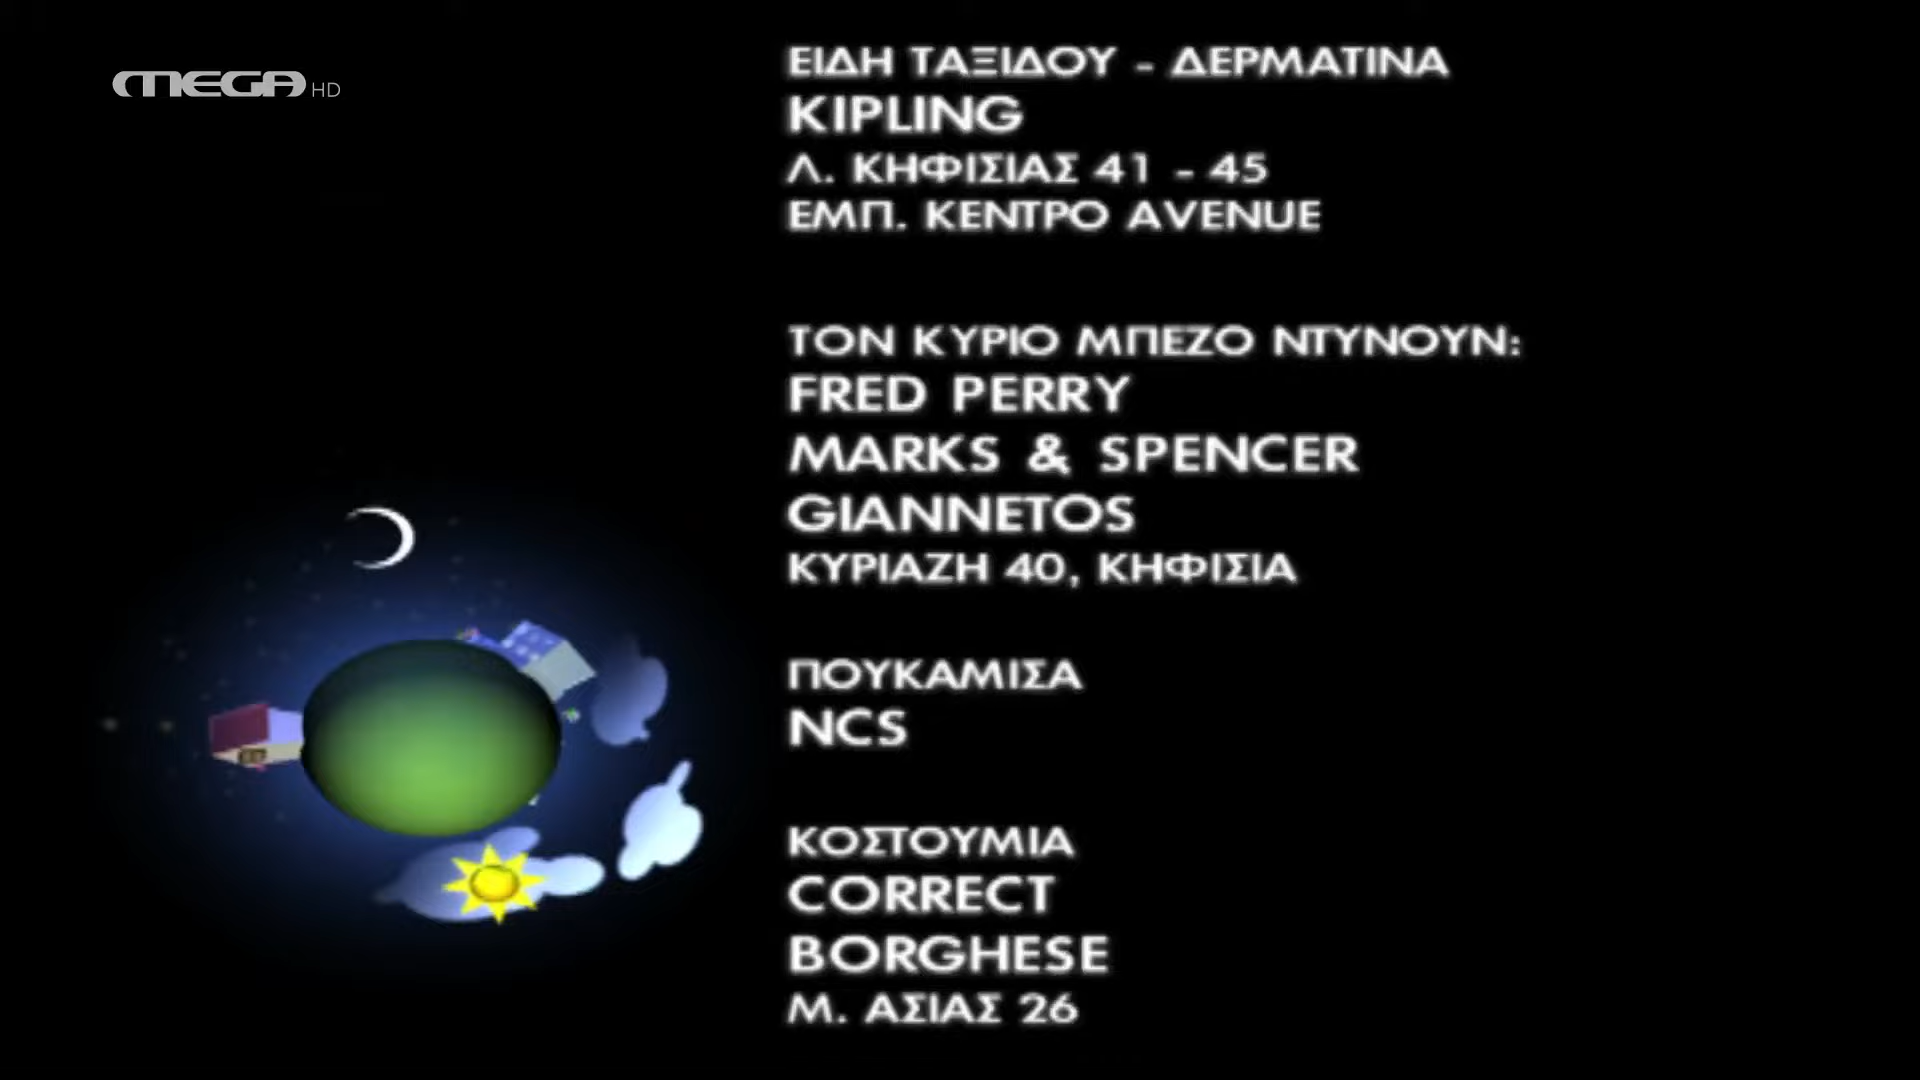 MEGA HD
ΕΙΔΗ ΤΑΞΙΔΟΥ - ΔΕΡΜΑΤΙΝΑ
KIPLING
Λ. ΚΗΦΙΣΙΑΣ 41 - 45
ΕΜΠ. ΚΕΝΤΡΟ AVENUE
ΤΟΝ ΚΥΡΙΟ ΜΠΕΖΟ ΝΤΥΝΟΥΝ:
FRED PERRY
MARKS & SPENCER
GIANNETOS
ΚΥΡΙΑΖΗ 40, ΚΗΦΙΣΙΑ
ΠΟΥΚΑΜΙΣΑ
NCS
ΚΟΣΤΟΥΜΙΑ
CORRECT
BORGHESE
Μ. ΑΣΙΑΣ 26